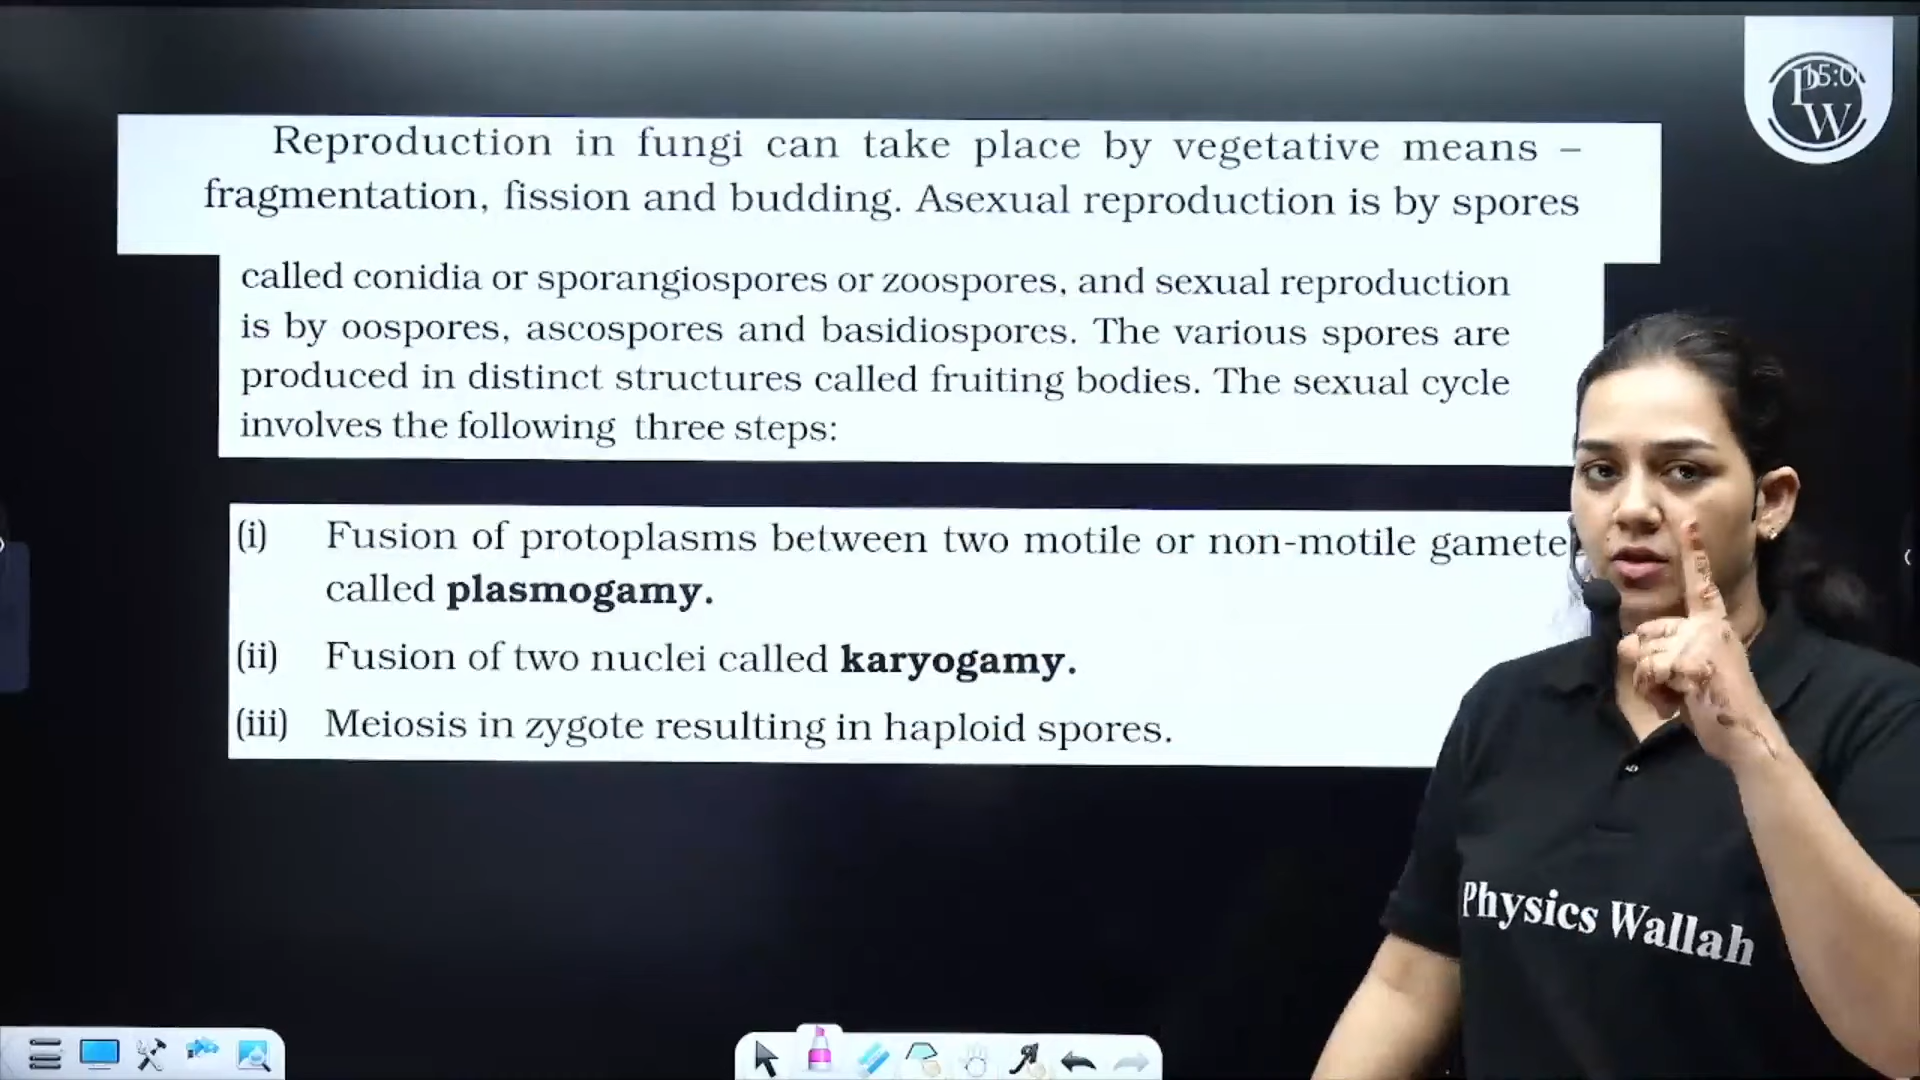 15:0
PW
Reproduction in fungi can take place by vegetative means –
fragmentation, fission and budding. Asexual reproduction is by spores
called conidia or sporangiospores or zoospores, and sexual reproduction
is by oospores, ascospores and basidiospores. The various spores are
produced in distinct structures called fruiting bodies. The sexual cycle
involves the following three steps:
(i) Fusion of protoplasms between two motile or non-motile gamete
called plasmogamy.
(ii) Fusion of two nuclei called karyogamy.
(iii) Meiosis in zygote resulting in haploid spores.
Physics Wallah